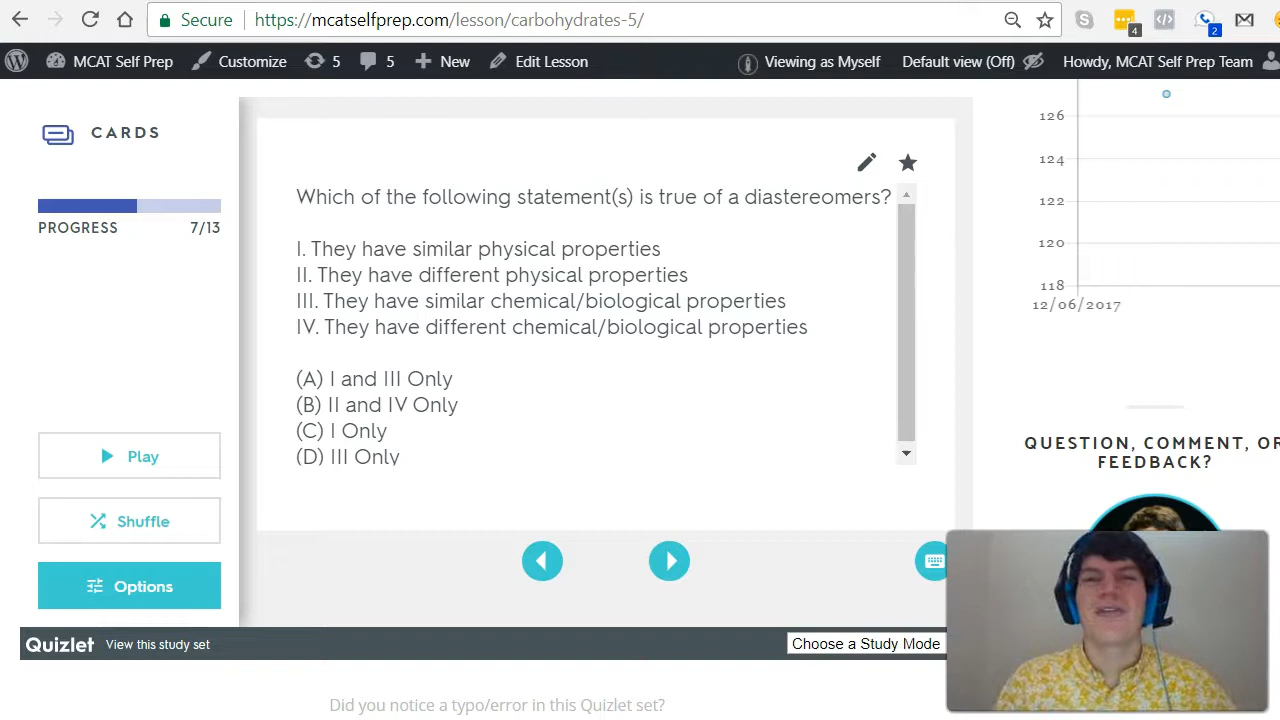 Secure
https://mcatselfprep.com/lesson/carbohydrates-5/
4
2
MCAT Self Prep
Customize
5
5
New
Edit Lesson
Viewing as Myself
Default view (Off)
Howdy, MCAT Self Prep Team
CARDS
PROGRESS 7/13
Which of the following statement(s) is true of a diastereomers?
I. They have similar physical properties
II. They have different physical properties
III. They have similar chemical/biological properties
IV. They have different chemical/biological properties
(A) I and III Only
(B) II and IV Only
(C) I Only
(D) III Only
126
124
122
120
118
12/06/2017
Play
Shuffle
Options
QUESTION, COMMENT, OR
FEEDBACK?
Quizlet View this study set
Choose a Study Mode
Did you notice a typo/error in this Quizlet set?